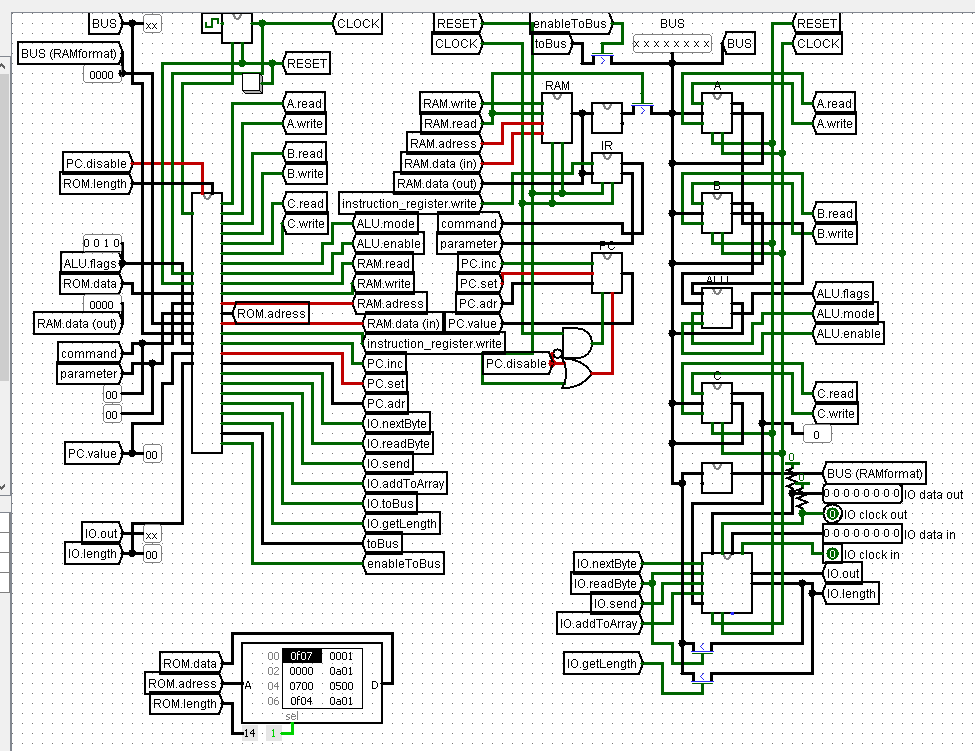 BUS xx CLOCK RESET enableToBus BUS RESET
CLOCK toBus x x x x x x x x BUS CLOCK
BUS (RAMformat)
RESET
0000
RAM A
A.read RAM.write A.read
A.write RAM.read A.write
RAM.adress IR
B.read
PC.disable RAM.data (in)
B.write
ROM.length RAM.data (out) B
C.read instruction_register.write
C.write ALU.mode command B.read
0 0 1 0 ALU.enable parameter PC B.write
ALU.flags RAM.read PC.inc
ROM.data RAM.write PC.set ALU
0000 RAM.adress PC.adr ALU.flags
ROM.adress ALU.mode
RAM.data (out) RAM.data (in) PC.value
instruction_register.write ALU.enable
command PC.inc PC.disable
parameter PC.set C
00 PC.adr C.read
00 IO.nextByte C.write
IO.readByte 0
PC.value 00 IO.send 0
IO.addToArray 0 BUS (RAMformat)
IO.toBus 0 0 0 0 0 0 0 0 IO data out
IO.getLength 0 IO clock out
IO.out xx toBus 0 0 0 0 0 0 0 0 IO data in
IO.length 00 enableToBus 0 IO clock in
IO.nextByte IO.out
IO.readByte IO.length
IO.send
IO.addToArray
ROM.data 00 0f07 0001 IO.getLength
02 0000 0a01
ROM.adress A 04 0700 0500 D
ROM.length 06 0f04 0a01
sel
14 1